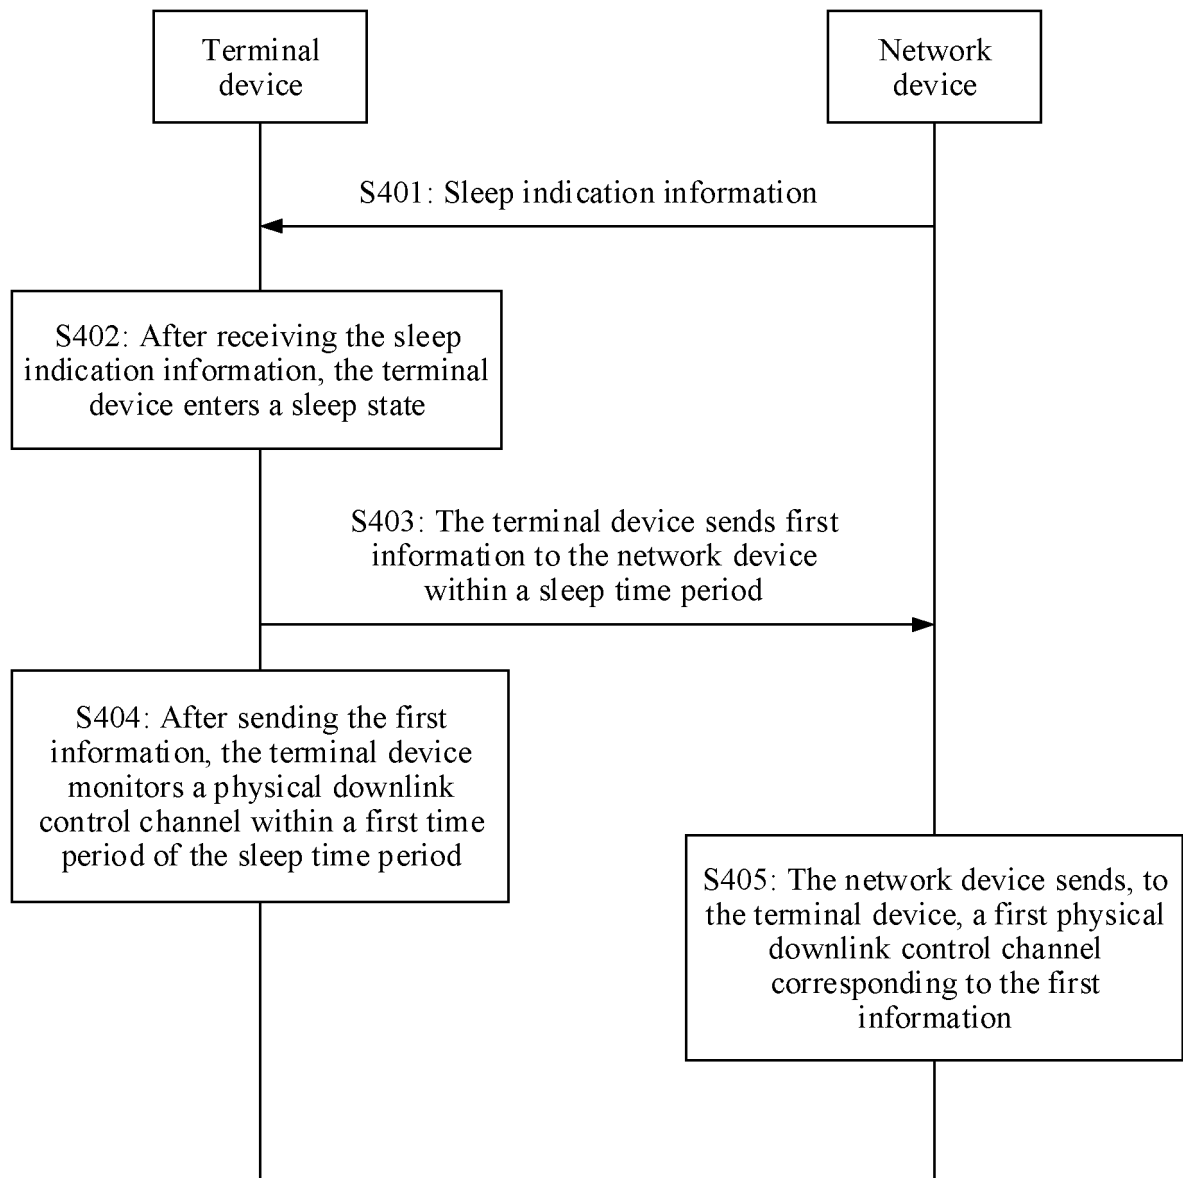 Terminal
device
Network
device
S401: Sleep indication information
S402: After receiving the sleep
indication information, the terminal
device enters a sleep state
S403: The terminal device sends first
information to the network device
within a sleep time period
S404: After sending the first
information, the terminal device
monitors a physical downlink
control channel within a first time
period of the sleep time period
S405: The network device sends, to
the terminal device, a first physical
downlink control channel
corresponding to the first
information